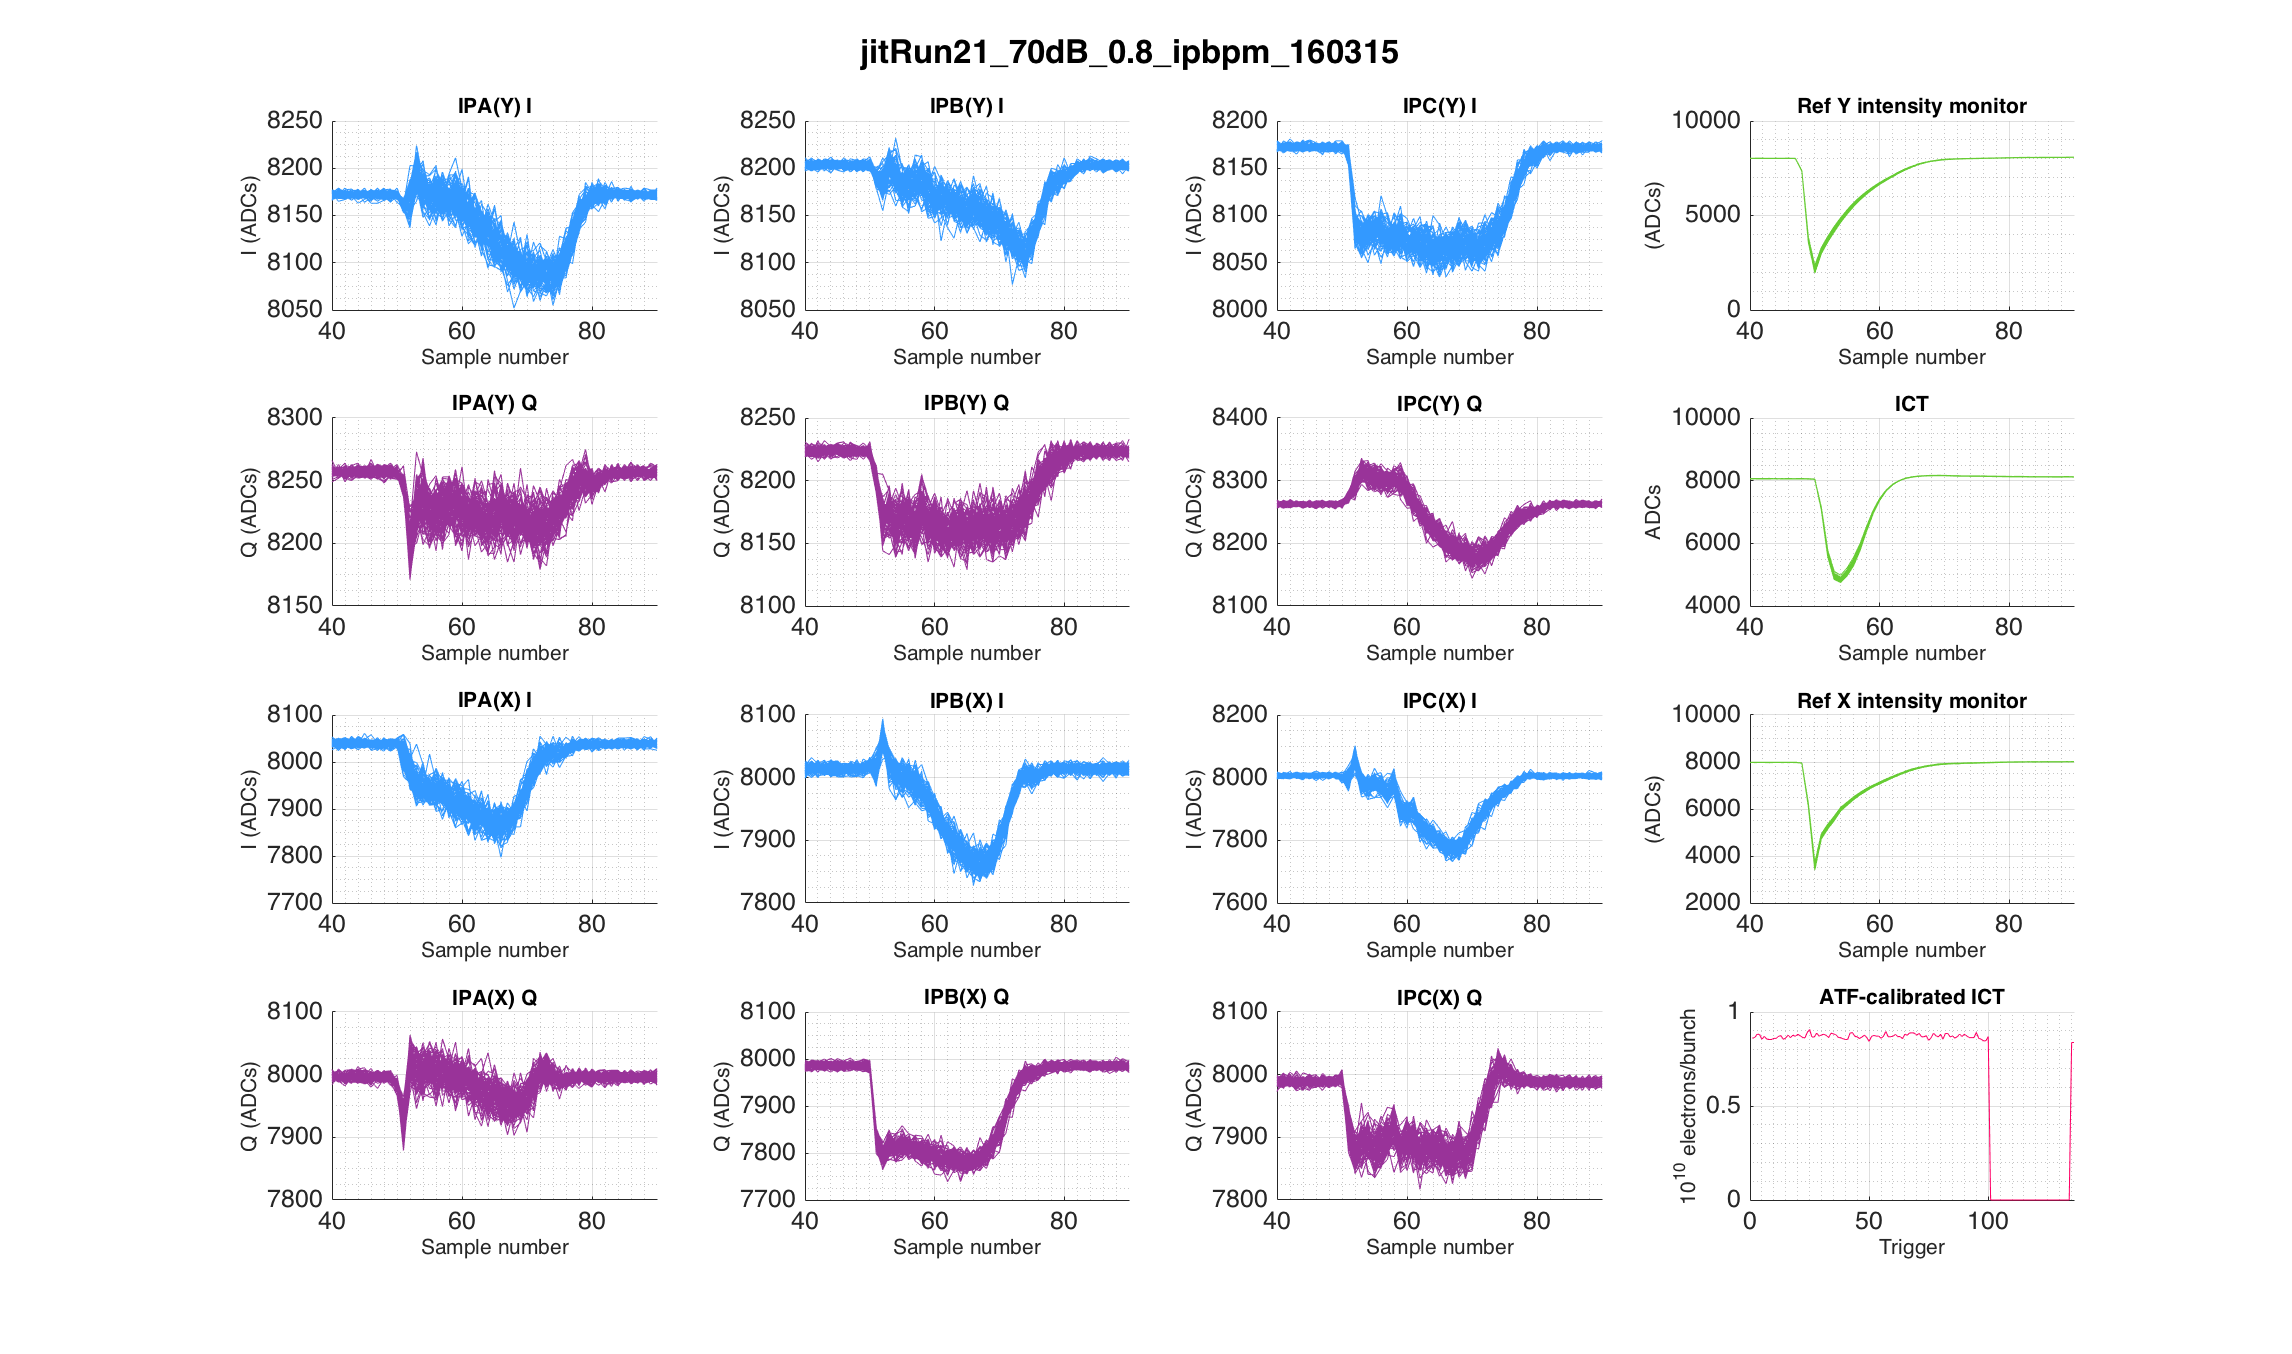 jitRun21_70dB_0.8_ipbpm_160315
IPA(Y) I
8250
8200
8150
8100
8050
I (ADCs)
40 60 80
Sample number
IPB(Y) I
8250
8200
8150
8100
8050
I (ADCs)
40 60 80
Sample number
IPC(Y) I
8200
8150
8100
8050
8000
I (ADCs)
40 60 80
Sample number
Ref Y intensity monitor
10000
5000
0
(ADCs)
40 60 80
Sample number
IPA(Y) Q
8300
8250
8200
8150
Q (ADCs)
40 60 80
Sample number
IPB(Y) Q
8250
8200
8150
8100
Q (ADCs)
40 60 80
Sample number
IPC(Y) Q
8400
8300
8200
8100
Q (ADCs)
40 60 80
Sample number
ICT
10000
8000
6000
4000
ADCs
40 60 80
Sample number
IPA(X) I
8100
8000
7900
7800
7700
I (ADCs)
40 60 80
Sample number
IPB(X) I
8100
8000
7900
7800
I (ADCs)
40 60 80
Sample number
IPC(X) I
8200
8000
7800
7600
I (ADCs)
40 60 80
Sample number
Ref X intensity monitor
10000
8000
6000
4000
2000
(ADCs)
40 60 80
Sample number
IPA(X) Q
8100
8000
7900
7800
Q (ADCs)
40 60 80
Sample number
IPB(X) Q
8100
8000
7900
7800
7700
Q (ADCs)
40 60 80
Sample number
IPC(X) Q
8100
8000
7900
7800
Q (ADCs)
40 60 80
Sample number
ATF-calibrated ICT
1
0.5
0
10^10 electrons/bunch
0 50 100
Trigger